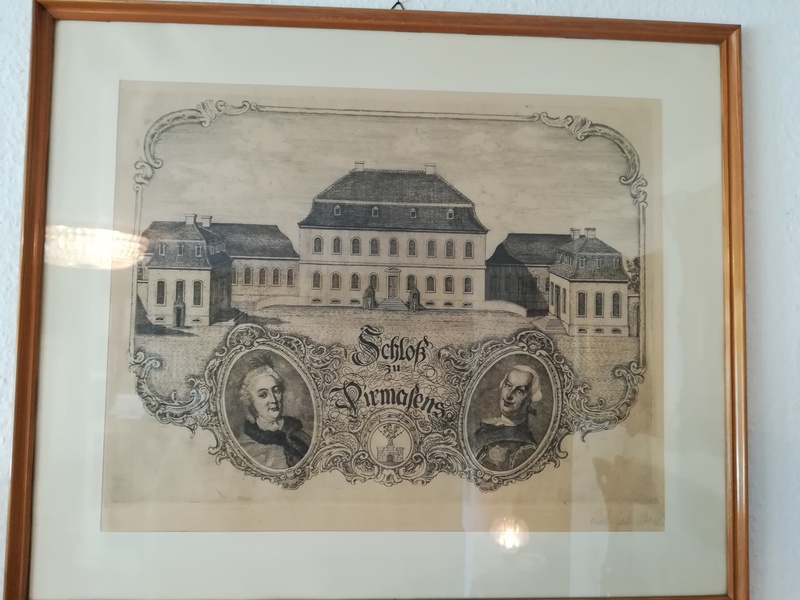 Schloß
zu
Pirmasens